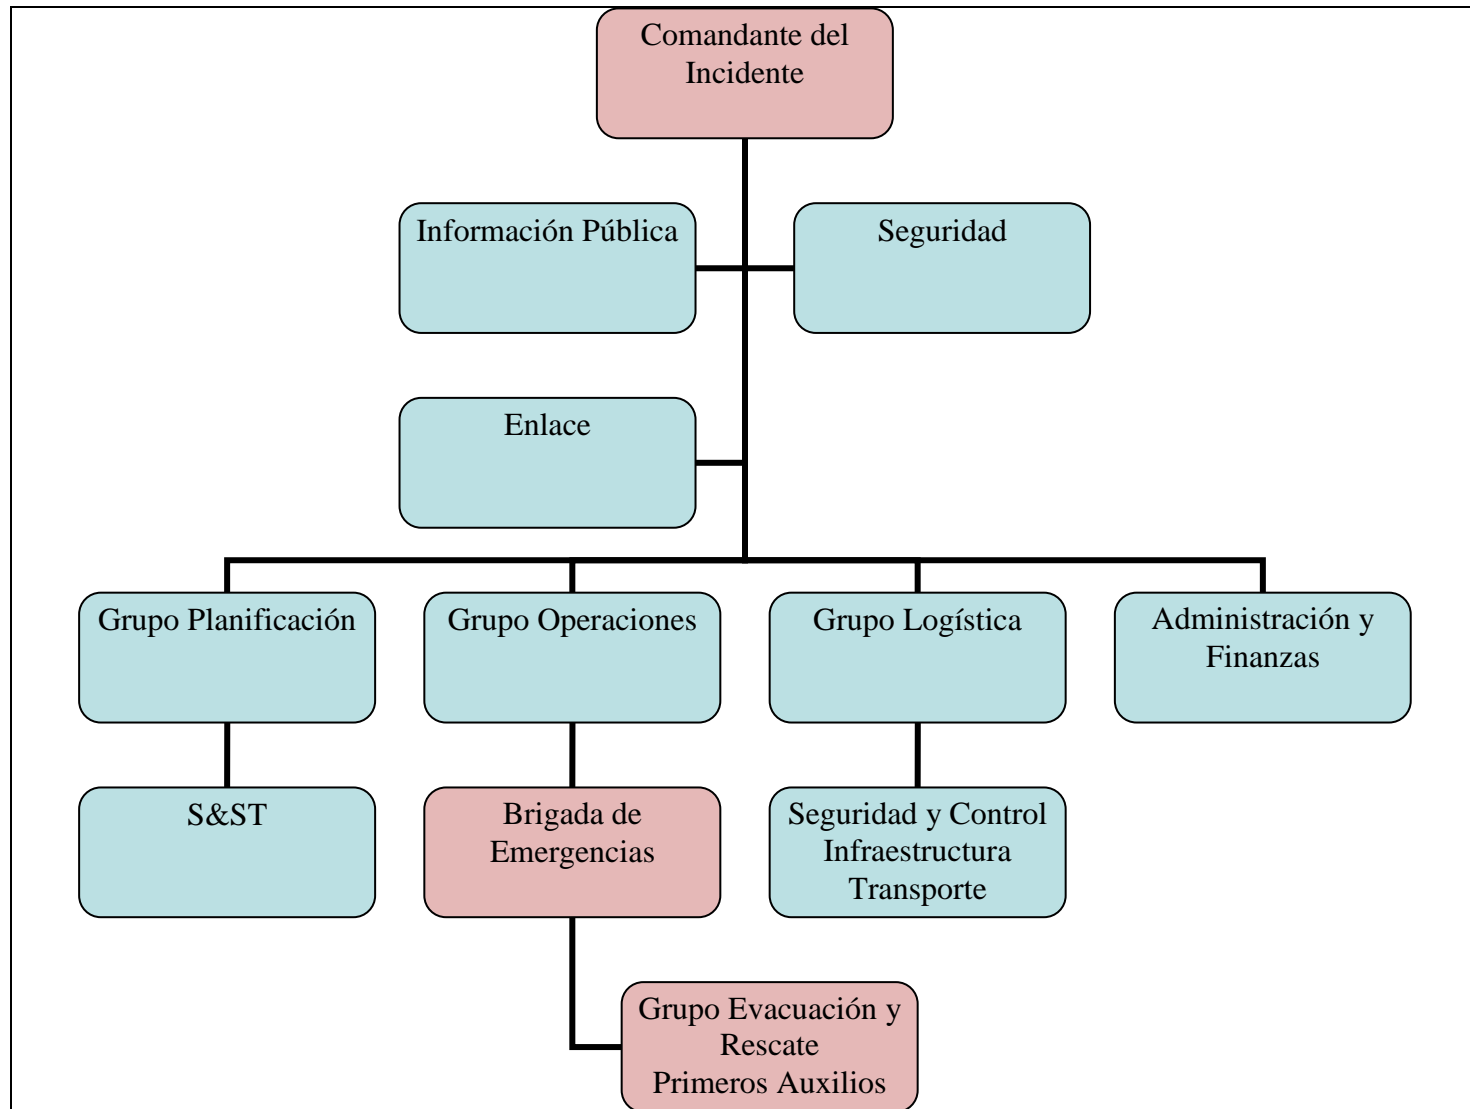 Comandante del
Incidente
Información Pública
Seguridad
Enlace
Grupo Planificación
Grupo Operaciones
Grupo Logística
Administración y
Finanzas
S&ST
Brigada de
Emergencias
Seguridad y Control
Infraestructura
Transporte
Grupo Evacuación y
Rescate
Primeros Auxilios